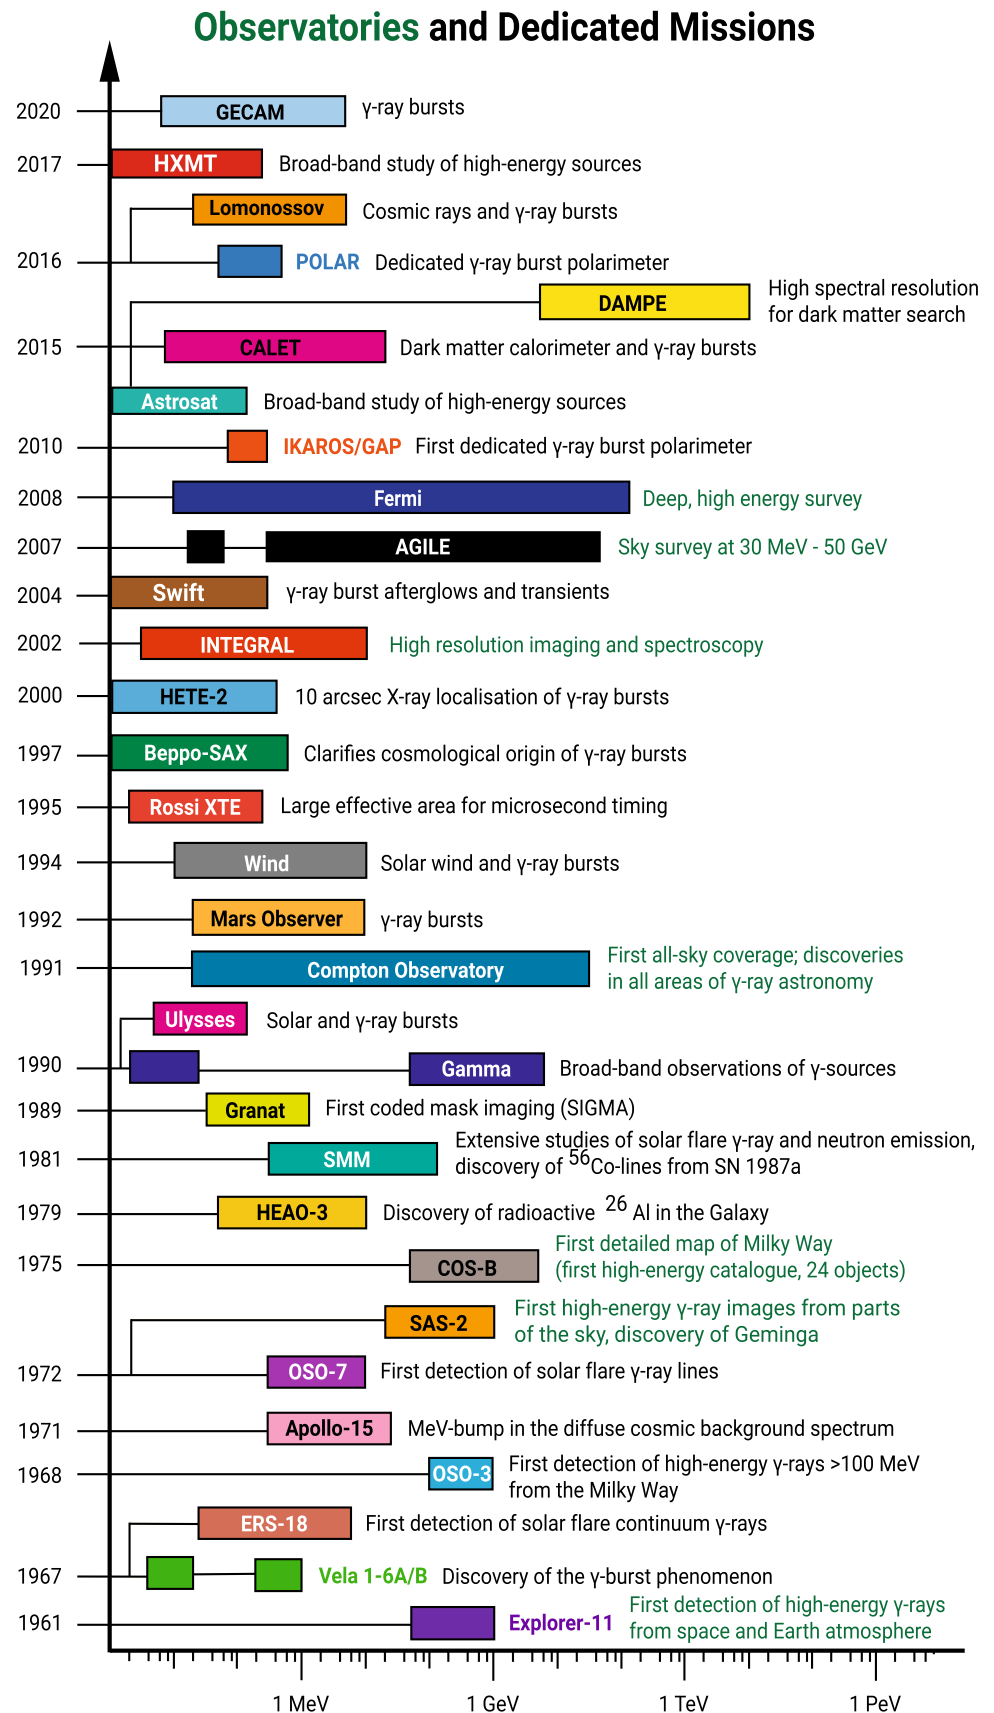 Observatories and Dedicated Missions
2020 GECAM γ-ray bursts
2017 HXMT Broad-band study of high-energy sources
Lomonossov Cosmic rays and γ-ray bursts
2016 POLAR Dedicated γ-ray burst polarimeter
DAMPE High spectral resolution
for dark matter search
2015 CALET Dark matter calorimeter and γ-ray bursts
Astrosat Broad-band study of high-energy sources
2010 IKAROS/GAP First dedicated γ-ray burst polarimeter
2008 Fermi Deep, high energy survey
2007 AGILE Sky survey at 30 MeV - 50 GeV
2004 Swift γ-ray burst afterglows and transients
2002 INTEGRAL High resolution imaging and spectroscopy
2000 HETE-2 10 arcsec X-ray localisation of γ-ray bursts
1997 Beppo-SAX Clarifies cosmological origin of γ-ray bursts
1995 Rossi XTE Large effective area for microsecond timing
1994 Wind Solar wind and γ-ray bursts
1992 Mars Observer γ-ray bursts
1991 Compton Observatory First all-sky coverage; discoveries
in all areas of γ-ray astronomy
Ulysses Solar and γ-ray bursts
1990 Gamma Broad-band observations of γ-sources
1989 Granat First coded mask imaging (SIGMA)
1981 SMM Extensive studies of solar flare γ-ray and neutron emission,
discovery of 56Co-lines from SN 1987a
1979 HEAO-3 Discovery of radioactive 26 Al in the Galaxy
1975 COS-B First detailed map of Milky Way
(first high-energy catalogue, 24 objects)
SAS-2 First high-energy γ-ray images from parts
of the sky, discovery of Geminga
1972 OSO-7 First detection of solar flare γ-ray lines
1971 Apollo-15 MeV-bump in the diffuse cosmic background spectrum
1968 OSO-3 First detection of high-energy γ-rays >100 MeV
from the Milky Way
ERS-18 First detection of solar flare continuum γ-rays
1967 Vela 1-6A/B Discovery of the γ-burst phenomenon
1961 Explorer-11 First detection of high-energy γ-rays
from space and Earth atmosphere
1 MeV 1 GeV 1 TeV 1 PeV